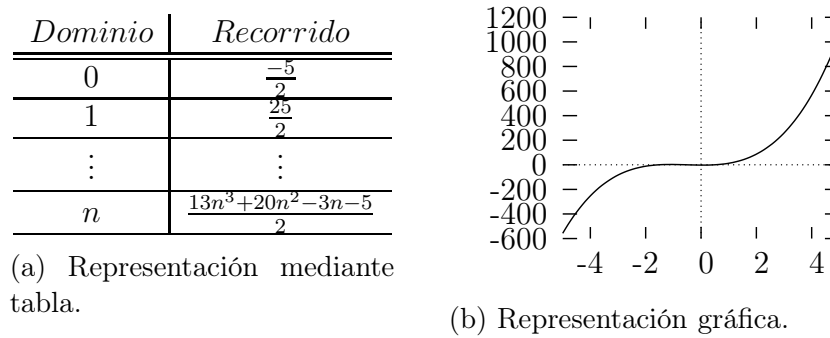 Dominio Recorrido
0 -5/2
1 25/2
⋮ ⋮
n (13n³+20n²−3n−5)/2
(a) Representación mediante
tabla.
1200
1000
800
600
400
200
0
-200
-400
-600
-4 -2 0 2 4
(b) Representación gráfica.